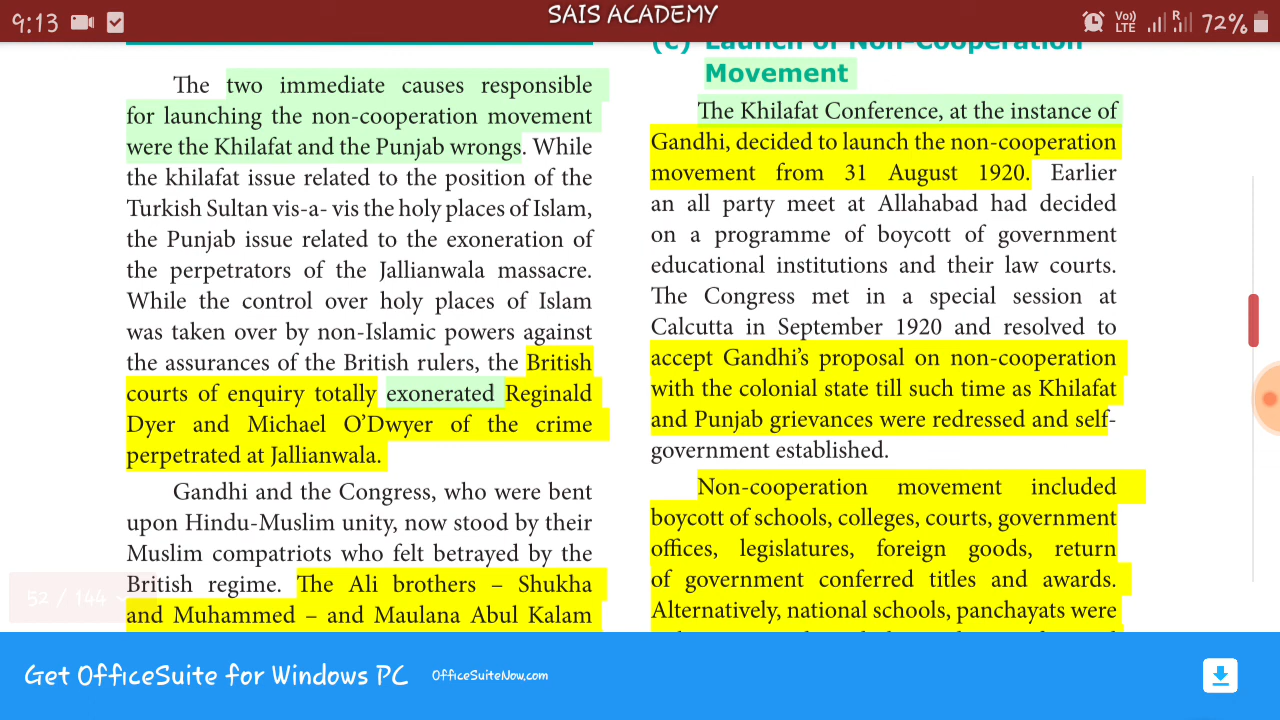 9:13
SAIS ACADEMY
Vo))
LTE
R
72%
The two immediate causes responsible
for launching the non-cooperation movement
were the Khilafat and the Punjab wrongs. While
the khilafat issue related to the position of the
Turkish Sultan vis-a- vis the holy places of Islam,
the Punjab issue related to the exoneration of
the perpetrators of the Jallianwala massacre.
While the control over holy places of Islam
was taken over by non-Islamic powers against
the assurances of the British rulers, the British
courts of enquiry totally exonerated Reginald
Dyer and Michael O’Dwyer of the crime
perpetrated at Jallianwala.
Gandhi and the Congress, who were bent
upon Hindu-Muslim unity, now stood by their
Muslim compatriots who felt betrayed by the
British regime. The Ali brothers – Shukha
and Muhammed – and Maulana Abul Kalam
52 / 144
(c) Launch of Non-Cooperation
Movement
The Khilafat Conference, at the instance of
Gandhi, decided to launch the non-cooperation
movement from 31 August 1920. Earlier
an all party meet at Allahabad had decided
on a programme of boycott of government
educational institutions and their law courts.
The Congress met in a special session at
Calcutta in September 1920 and resolved to
accept Gandhi’s proposal on non-cooperation
with the colonial state till such time as Khilafat
and Punjab grievances were redressed and self-
government established.
Non-cooperation movement included
boycott of schools, colleges, courts, government
offices, legislatures, foreign goods, return
of government conferred titles and awards.
Alternatively, national schools, panchayats were
Get OfficeSuite for Windows PC
OfficeSuiteNow.com